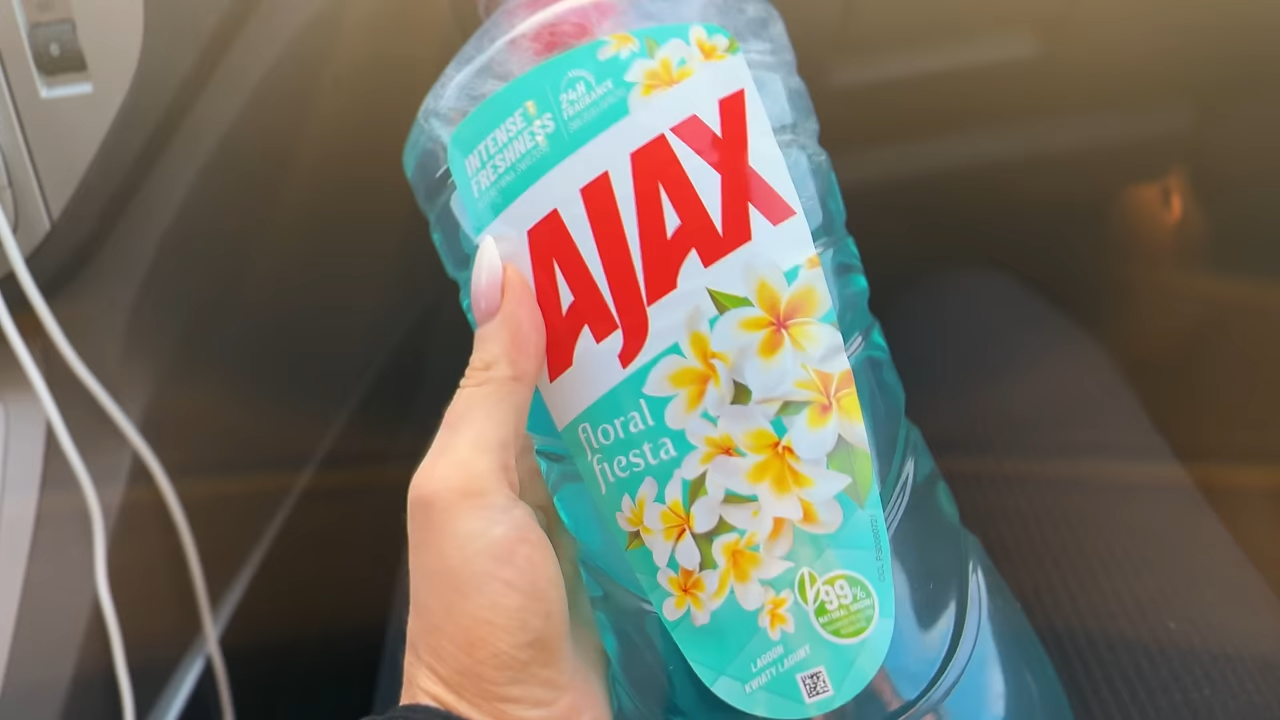 INTENSE
FRESHNESS
24H
FRAGRANCE
AJAX
floral
fiesta
99%
NATURAL ORIGIN
LAGOON
KWIATY LAGUNY